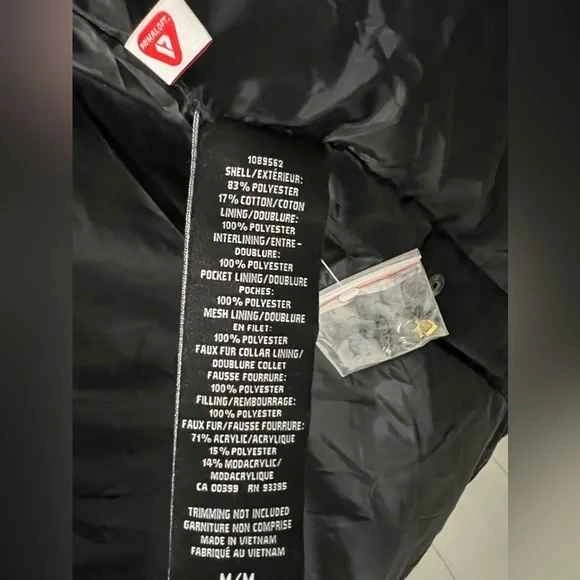 HIMALOFT.
1089562
SHELL/EXTÉRIEUR:
83% POLYESTER
17% COTTON/COTON
LINING/DOUBLURE:
100% POLYESTER
INTERLINING/ENTRE-
DOUBLURE:
100% POLYESTER
POCKET LINING/DOUBLURE
POCHES:
100% POLYESTER
MESH LINING/DOUBLURE
EN FILET:
100% POLYESTER
FAUX FUR COLLAR LINING/
DOUBLURE COLLET
FAUSSE FOURRURE:
100% POLYESTER
FILLING/REMBOURRAGE:
100% POLYESTER
FAUX FUR/FAUSSE FOURRURE:
71% ACRYLIC/ACRYLIQUE
15% POLYESTER
14% MODACRYLIC/
MODACRYLIQUE
CA 00399 RN 93395
TRIMMING NOT INCLUDED
GARNITURE NON COMPRISE
MADE IN VIETNAM
FABRIQUÉ AU VIETNAM
M/M